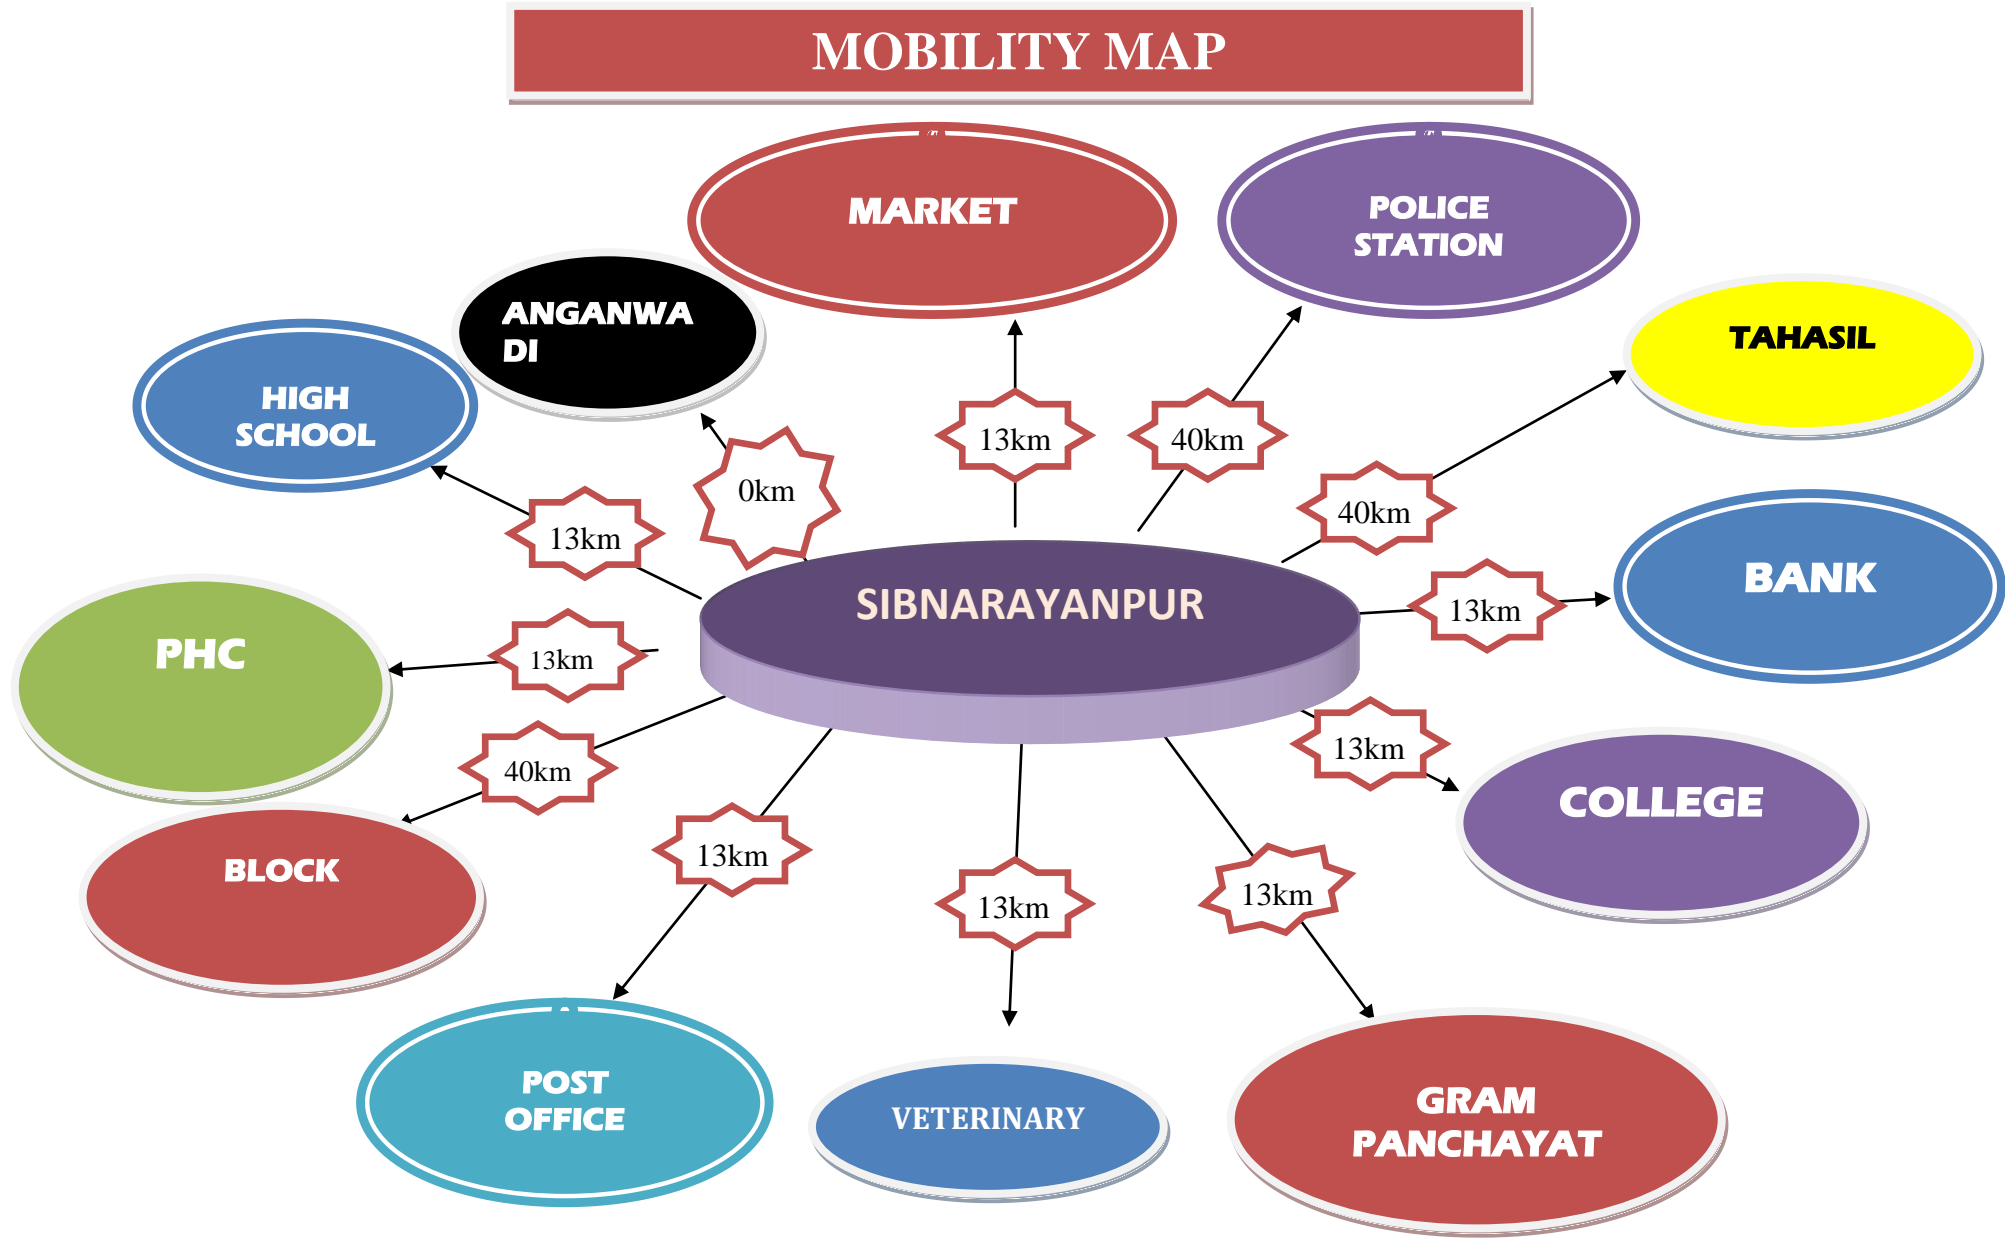 MOBILITY MAP
MARKET
POLICE
STATION
ANGANWA
DI
TAHASIL
HIGH
SCHOOL
13km
40km
0km
40km
13km
BANK
SIBNARAYANPUR
13km
PHC
13km
13km
40km
COLLEGE
BLOCK
13km
13km
13km
POST
OFFICE
VETERINARY
GRAM
PANCHAYAT